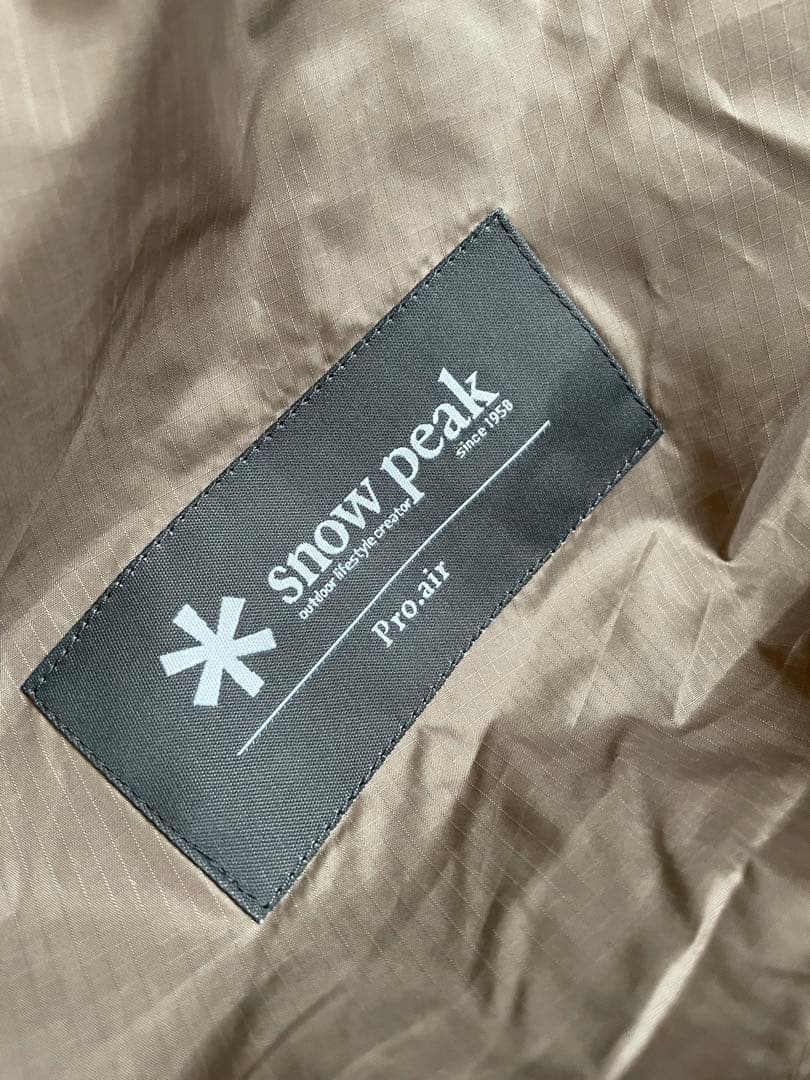 snow peak
outdoor lifestyle creator since 1958
Pro.air